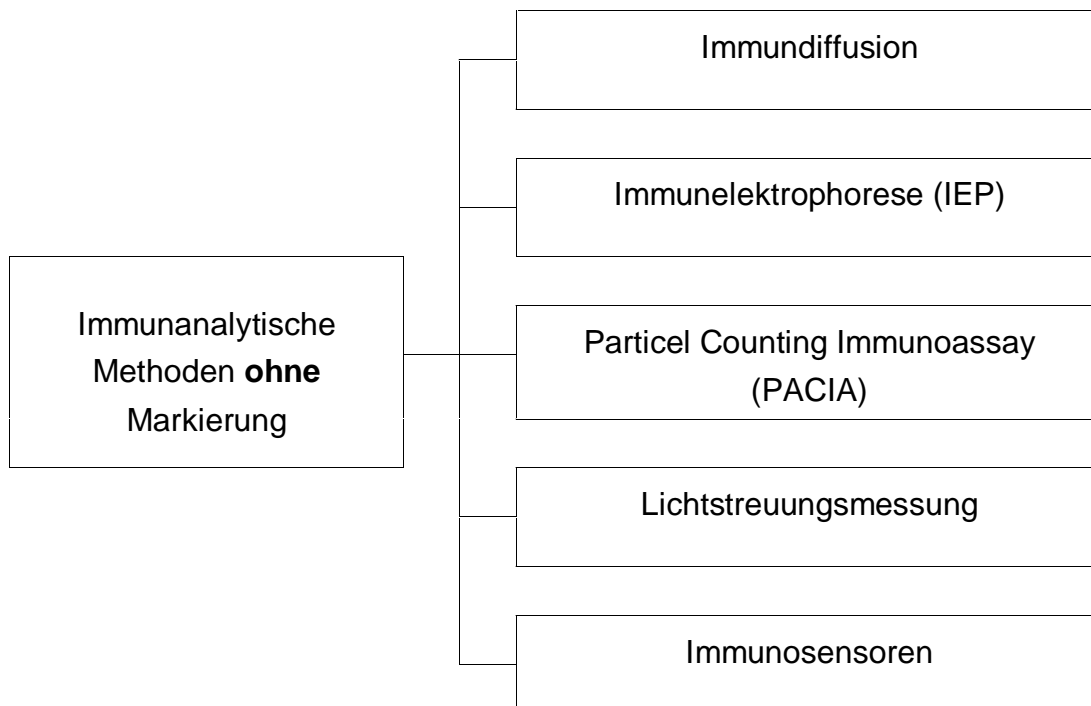 Immunanalytische
Methoden ohne
Markierung
Immundiffusion
Immunelektrophorese (IEP)
Particel Counting Immunoassay
(PACIA)
Lichtstreuungsmessung
Immunosensoren